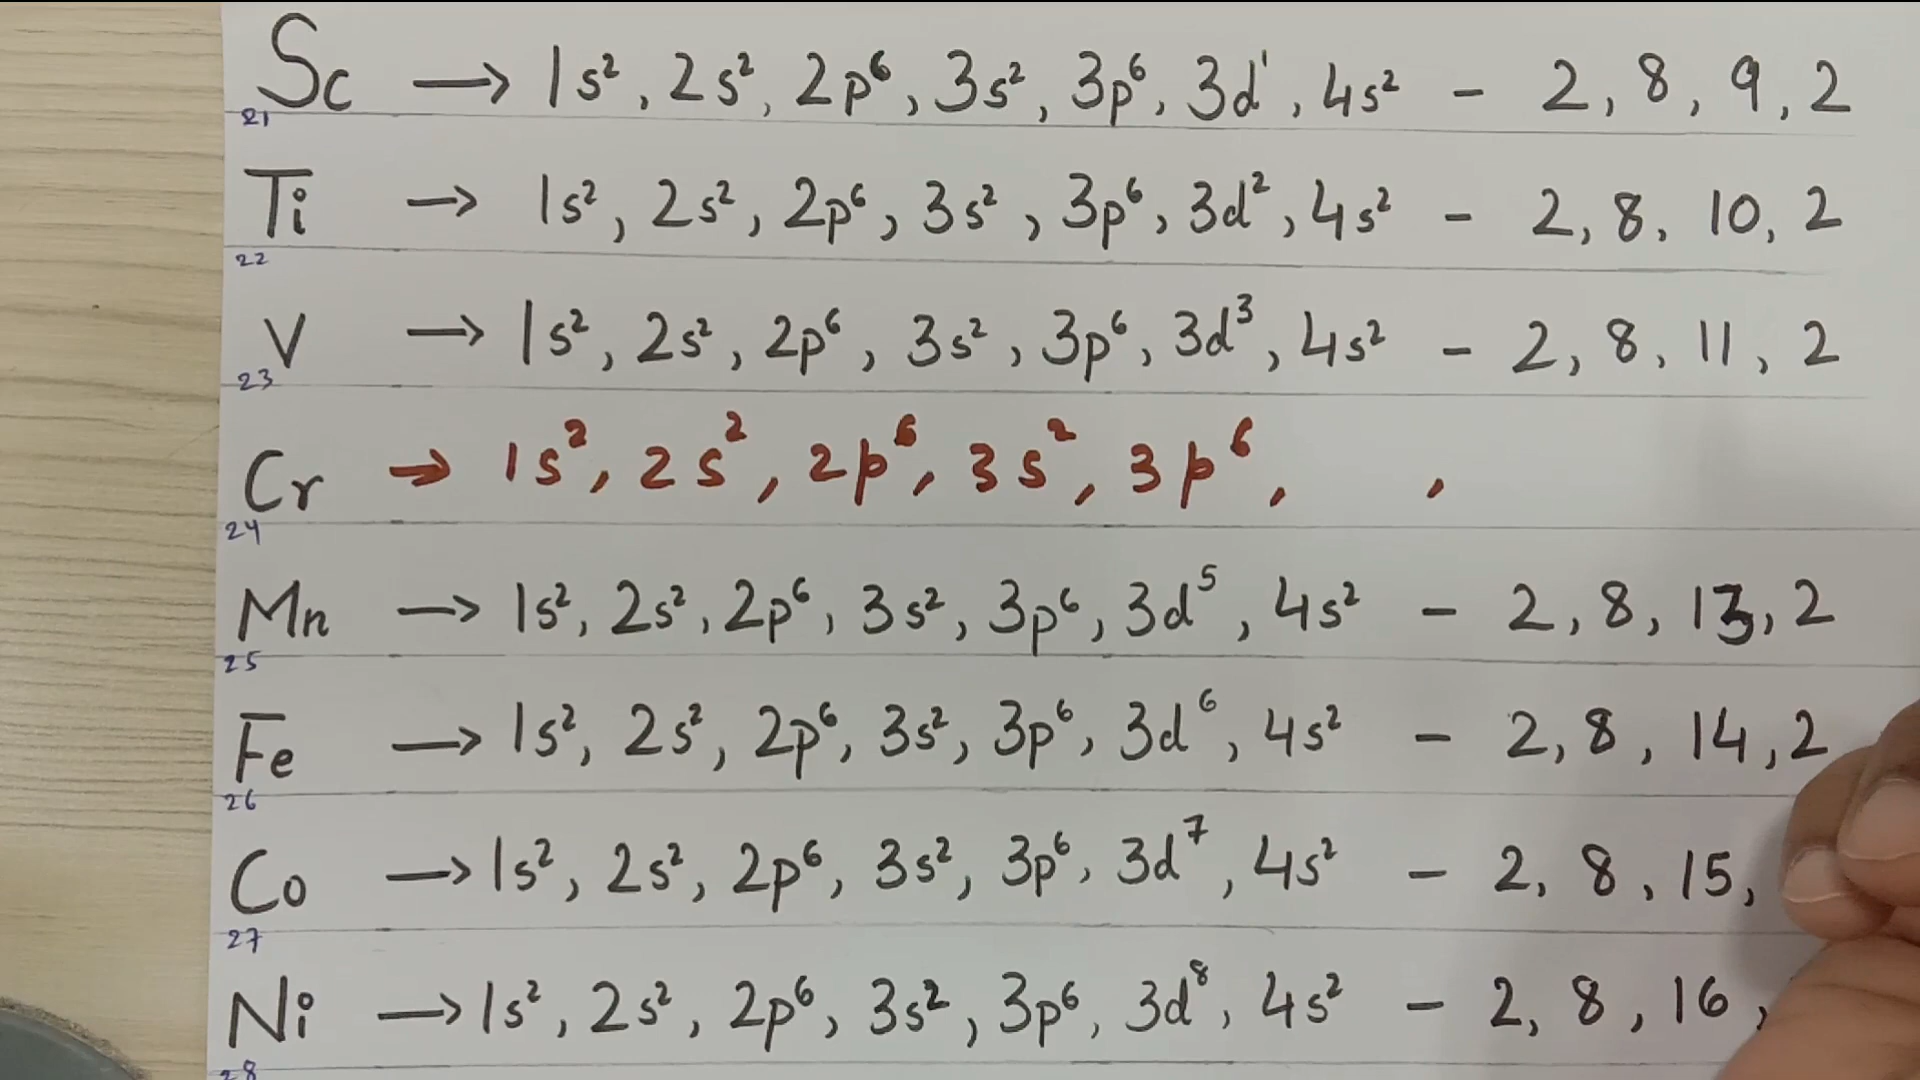 Sc → 1s², 2s², 2p⁶, 3s², 3p⁶, 3d¹, 4s² - 2, 8, 9, 2
21
Ti → 1s², 2s², 2p⁶, 3s², 3p⁶, 3d², 4s² - 2, 8, 10, 2
22
V → 1s², 2s², 2p⁶, 3s², 3p⁶, 3d³, 4s² - 2, 8, 11, 2
23
Cr → 1s², 2s², 2p⁶, 3s², 3p⁶, ,
24
Mn → 1s², 2s², 2p⁶, 3s², 3p⁶, 3d⁵, 4s² - 2, 8, 13, 2
25
Fe → 1s², 2s², 2p⁶, 3s², 3p⁶, 3d⁶, 4s² - 2, 8, 14, 2
26
Co → 1s², 2s², 2p⁶, 3s², 3p⁶, 3d⁷, 4s² - 2, 8, 15,
27
Ni → 1s², 2s², 2p⁶, 3s², 3p⁶, 3d⁸, 4s² - 2, 8, 16,
28